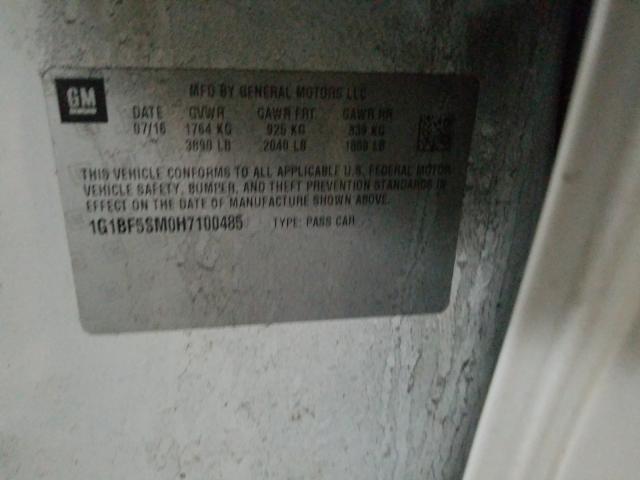 GM
MFD BY GENERAL MOTORS LLC
DATE GVWR GAWR FRT GAWR RR
07/16 1764 KG 925 KG 839 KG
3890 LB 2040 LB 1850 LB
THIS VEHICLE CONFORMS TO ALL APPLICABLE U.S. FEDERAL MOTOR
VEHICLE SAFETY, BUMPER, AND THEFT PREVENTION STANDARDS IN
EFFECT ON THE DATE OF MANUFACTURE SHOWN ABOVE.
1G1BF5SM0H7100485 TYPE: PASS CAR